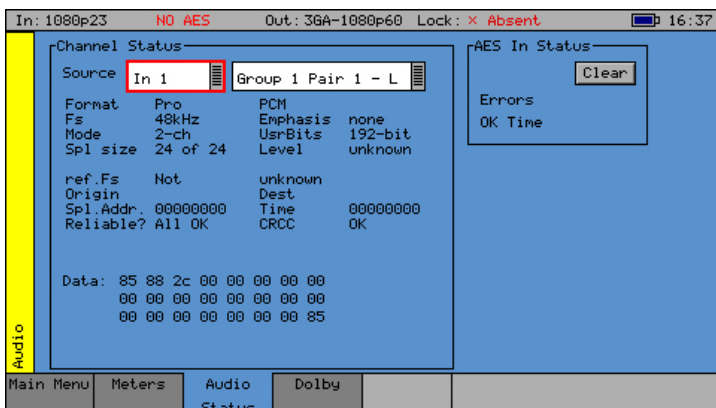 In: 1080p23 NO AES Out: 3GA-1080p60 Lock: × Absent 16:37
Channel Status
Source In 1 Group 1 Pair 1 - L
Format Pro PCM
Fs 48kHz Emphasis none
Mode 2-ch UsrBits 192-bit
Spl size 24 of 24 Level unknown
ref.Fs Not unknown
Origin Dest
Spl.Addr. 00000000 Time 00000000
Reliable? All OK CRCC OK
Data: 85 88 2c 00 00 00 00 00
00 00 00 00 00 00 00 00
00 00 00 00 00 00 00 85
AES In Status
Clear
Errors
OK Time
Audio
Main Menu Meters Audio Status Dolby